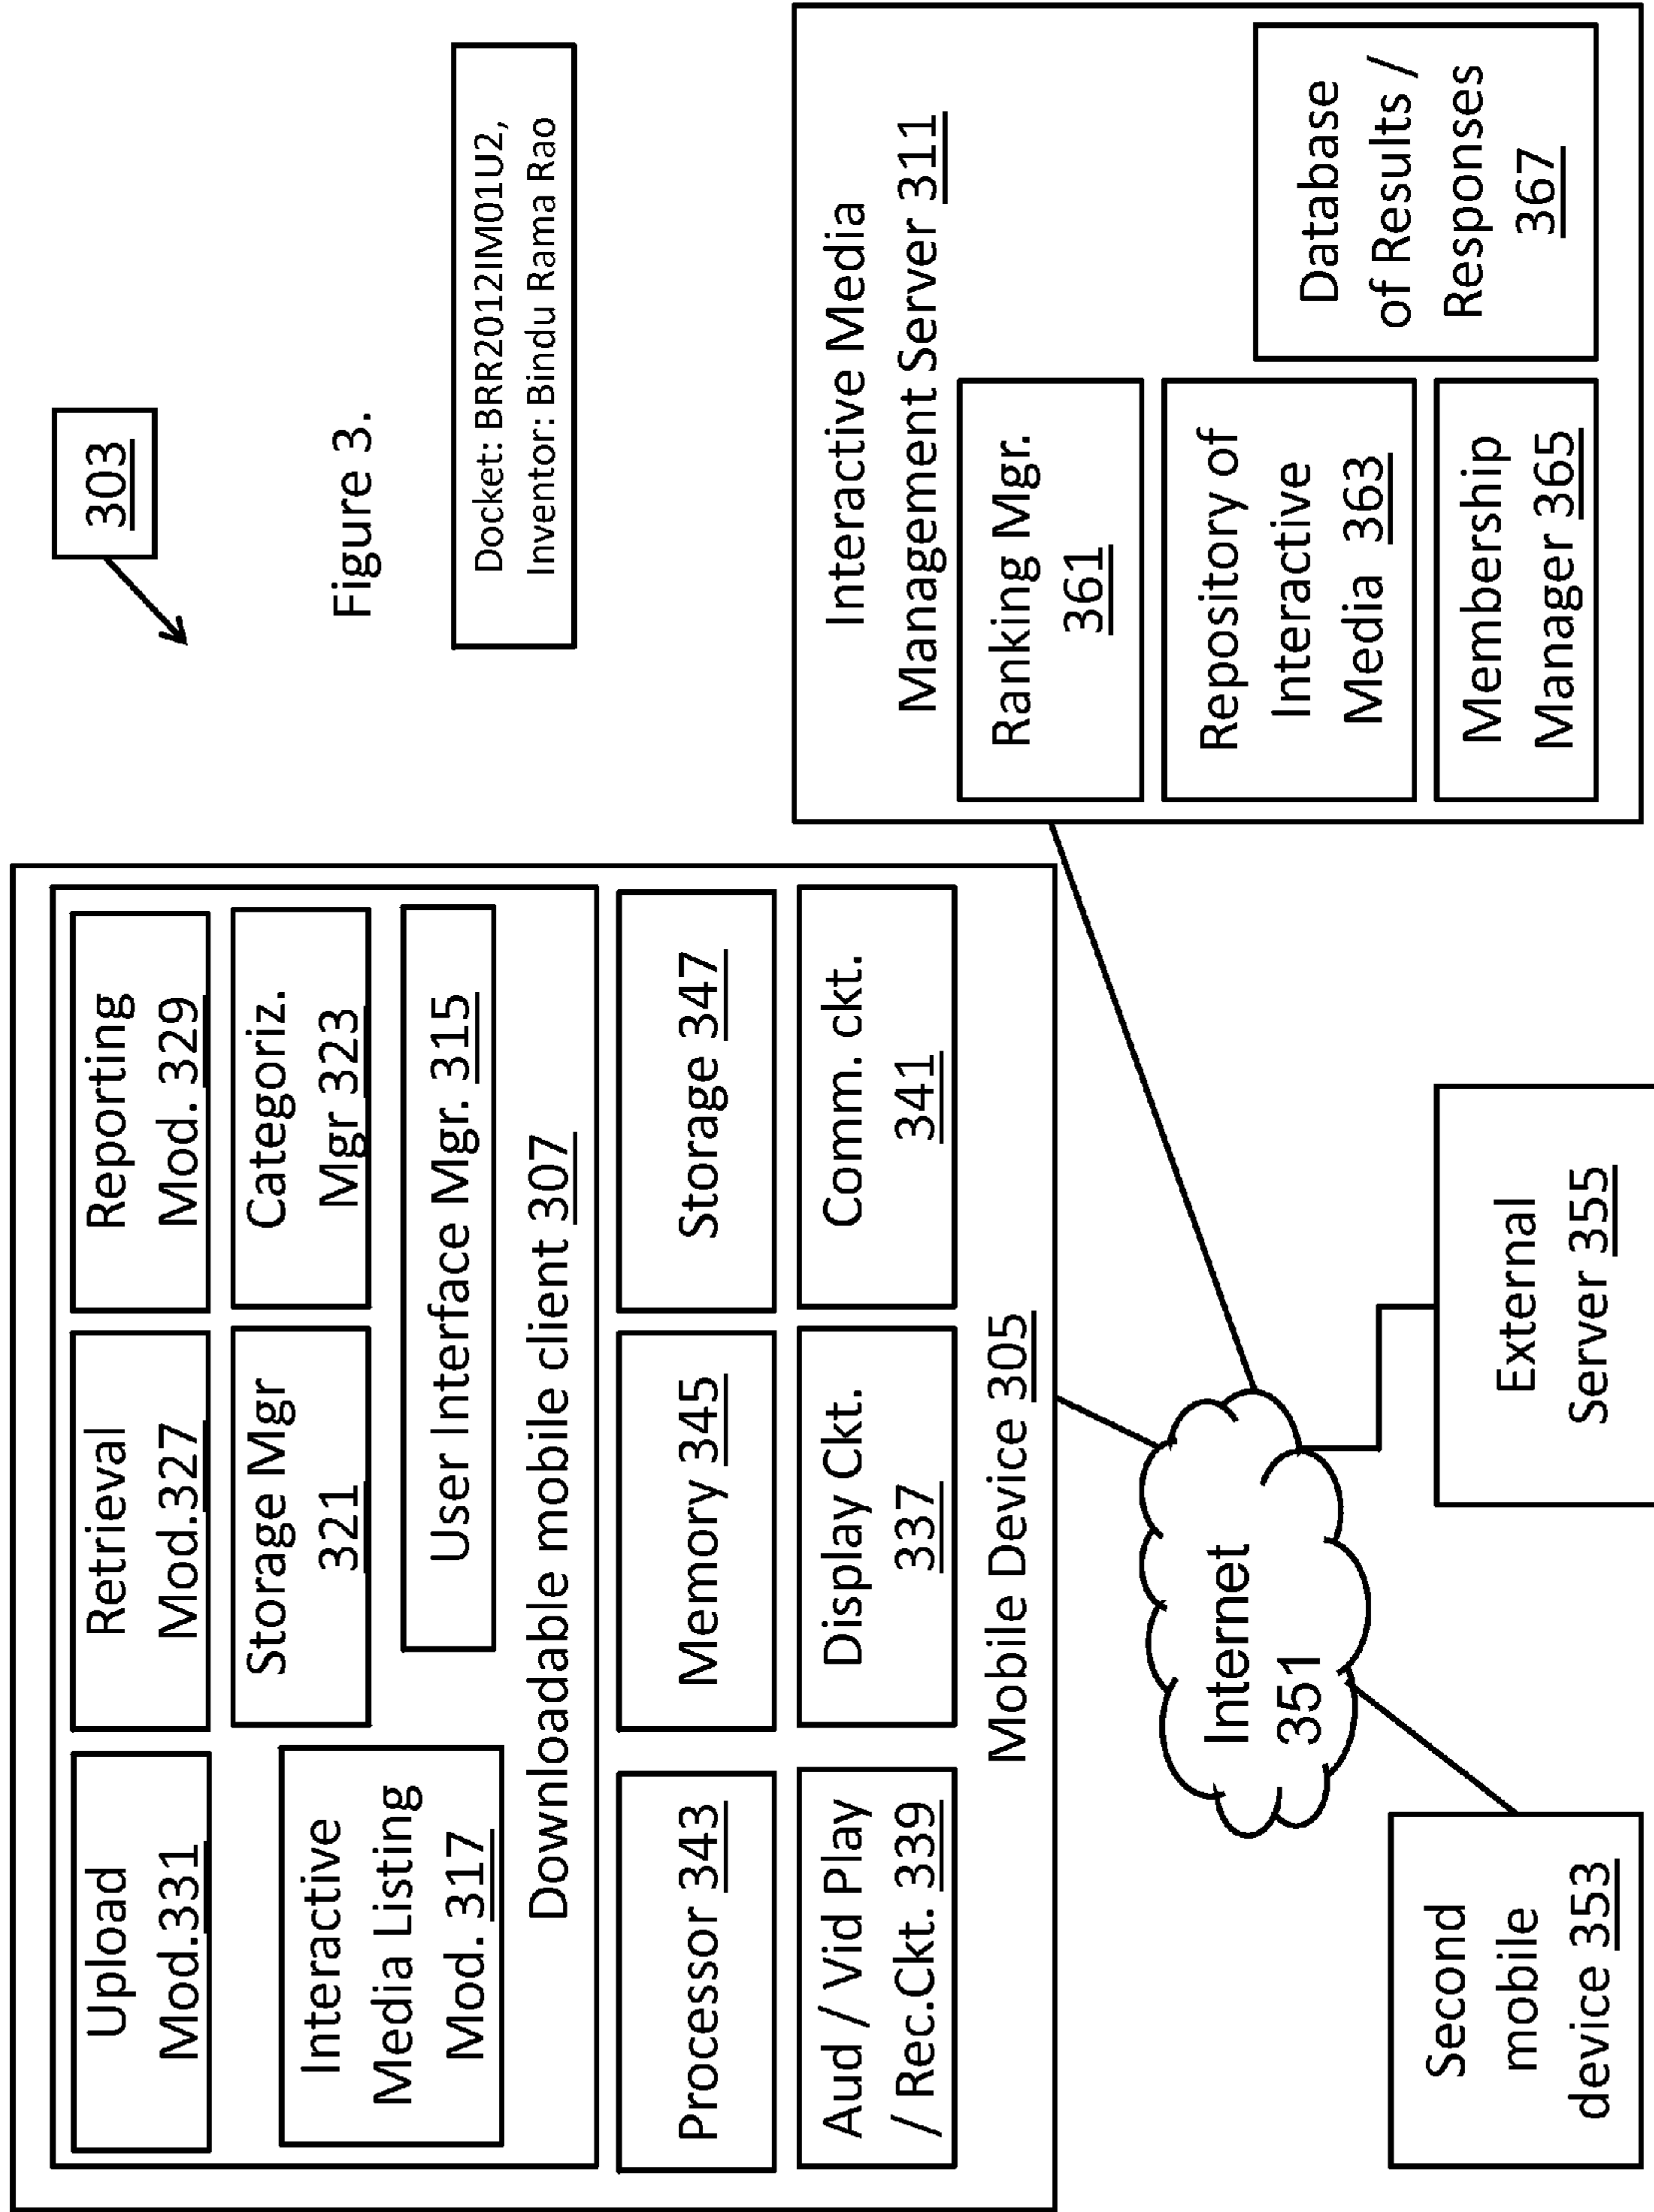 303
Figure 3.
Docket: BRR2012IM01U2,
Inventor: Bindu Rama Rao
Upload
Mod.331
Retrieval
Mod.327
Reporting
Mod. 329
Interactive
Media Listing
Mod. 317
Storage Mgr
321
Categoriz.
Mgr 323
User Interface Mgr. 315
Downloadable mobile client 307
Processor 343
Memory 345
Storage 347
Aud / Vid Play
/ Rec.Ckt. 339
Display Ckt.
337
Comm. ckt.
341
Mobile Device 305
Interactive Media
Management Server 311
Ranking Mgr.
361
Repository of
Interactive
Media 363
Membership
Manager 365
Database
of Results /
Responses
367
Internet
351
Second
mobile
device 353
External
Server 355